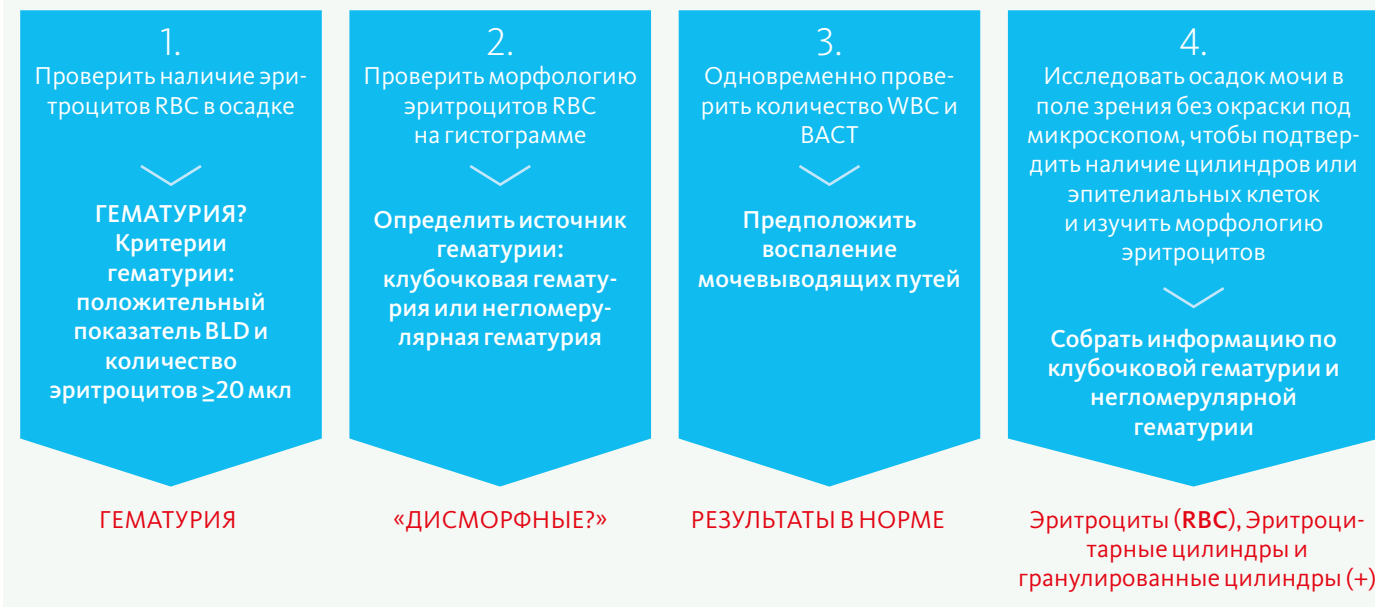 1.
Проверить наличие эри-
троцитов RBC в осадке
ГЕМАТУРИЯ?
Критерии
гематурии:
положительный
показатель BLD и
количество
эритроцитов ≥20 мкл
ГЕМАТУРИЯ
2.
Проверить морфологию
эритроцитов RBC
на гистограмме
Определить источник
гематурии:
клубочковая гемату-
рия или негломеру-
лярная гематурия
«ДИСМОРФНЫЕ?»
3.
Одновременно прове-
рить количество WBC и
BACT
Предположить
воспаление
мочевыводящих путей
РЕЗУЛЬТАТЫ В НОРМЕ
4.
Исследовать осадок мочи в
поле зрения без окраски под
микроскопом, чтобы подтвер-
дить наличие цилиндров или
эпителиальных клеток
и изучить морфологию
эритроцитов
Собрать информацию по
клубочковой гематурии и
негломерулярной
гематурии
Эритроциты (RBC), Эритроци-
тарные цилиндры и
гранулированные цилиндры (+)